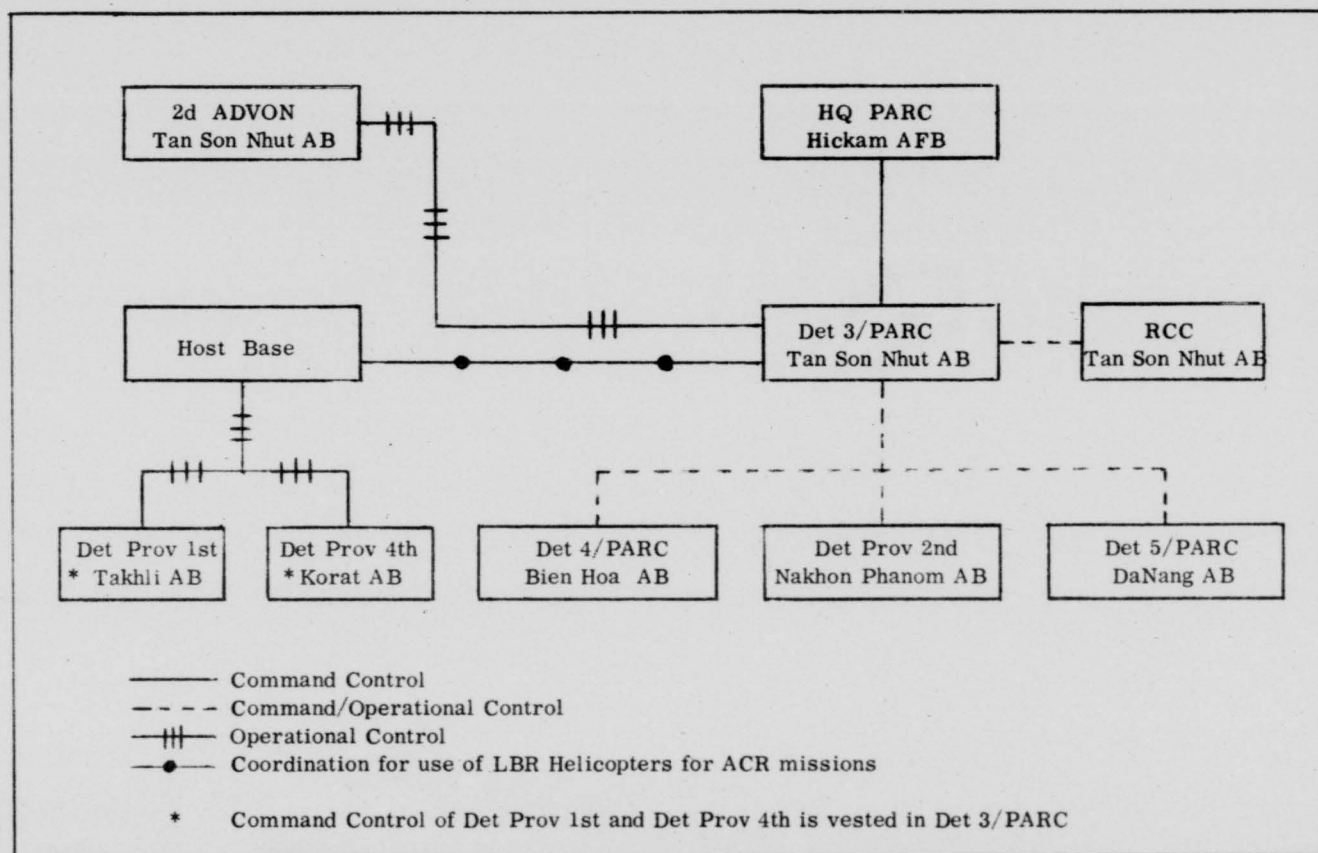 2d ADVON
Tan Son Nhut AB
HQ PARC
Hickam AFB
Host Base
Det 3/PARC
Tan Son Nhut AB
RCC
Tan Son Nhut AB
Det Prov 1st
* Takhli AB
Det Prov 4th
* Korat AB
Det 4/PARC
Bien Hoa AB
Det Prov 2nd
Nakhon Phanom AB
Det 5/PARC
DaNang AB
Command Control
Command/Operational Control
Operational Control
Coordination for use of LBR Helicopters for ACR missions
* Command Control of Det Prov 1st and Det Prov 4th is vested in Det 3/PARC